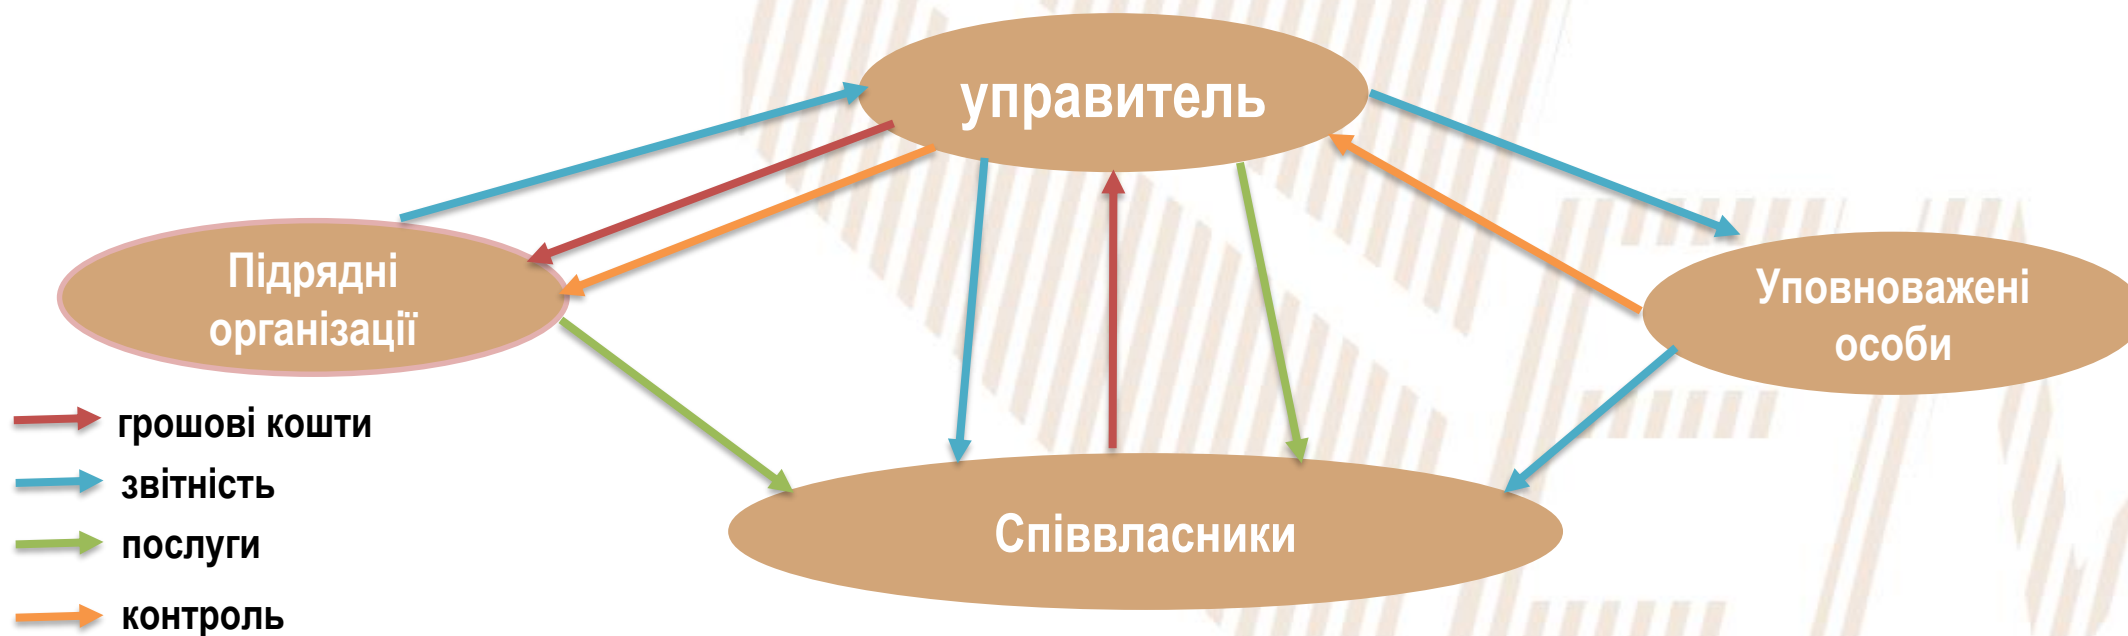 управитель
Підрядні
організації
Уповноважені
особи
грошові кошти
звітність
послуги
Співвласники
контроль